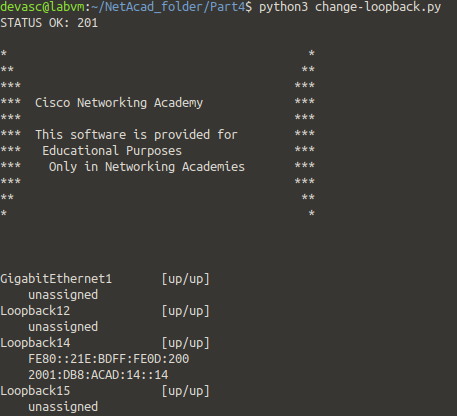 devasc@labvm:~/NetAcad_folder/Part4$ python3 change-loopback.py
STATUS OK: 201
*                                           *
**                                         **
***                                       ***
***  Cisco Networking Academy             ***
***                                       ***
***  This software is provided for        ***
***   Educational Purposes                ***
***    Only in Networking Academies       ***
***                                       ***
**                                         **
*                                           *
GigabitEthernet1       [up/up]
    unassigned
Loopback12             [up/up]
    unassigned
Loopback14             [up/up]
    FE80::21E:BDFF:FE0D:200
    2001:DB8:ACAD:14::14
Loopback15             [up/up]
    unassigned